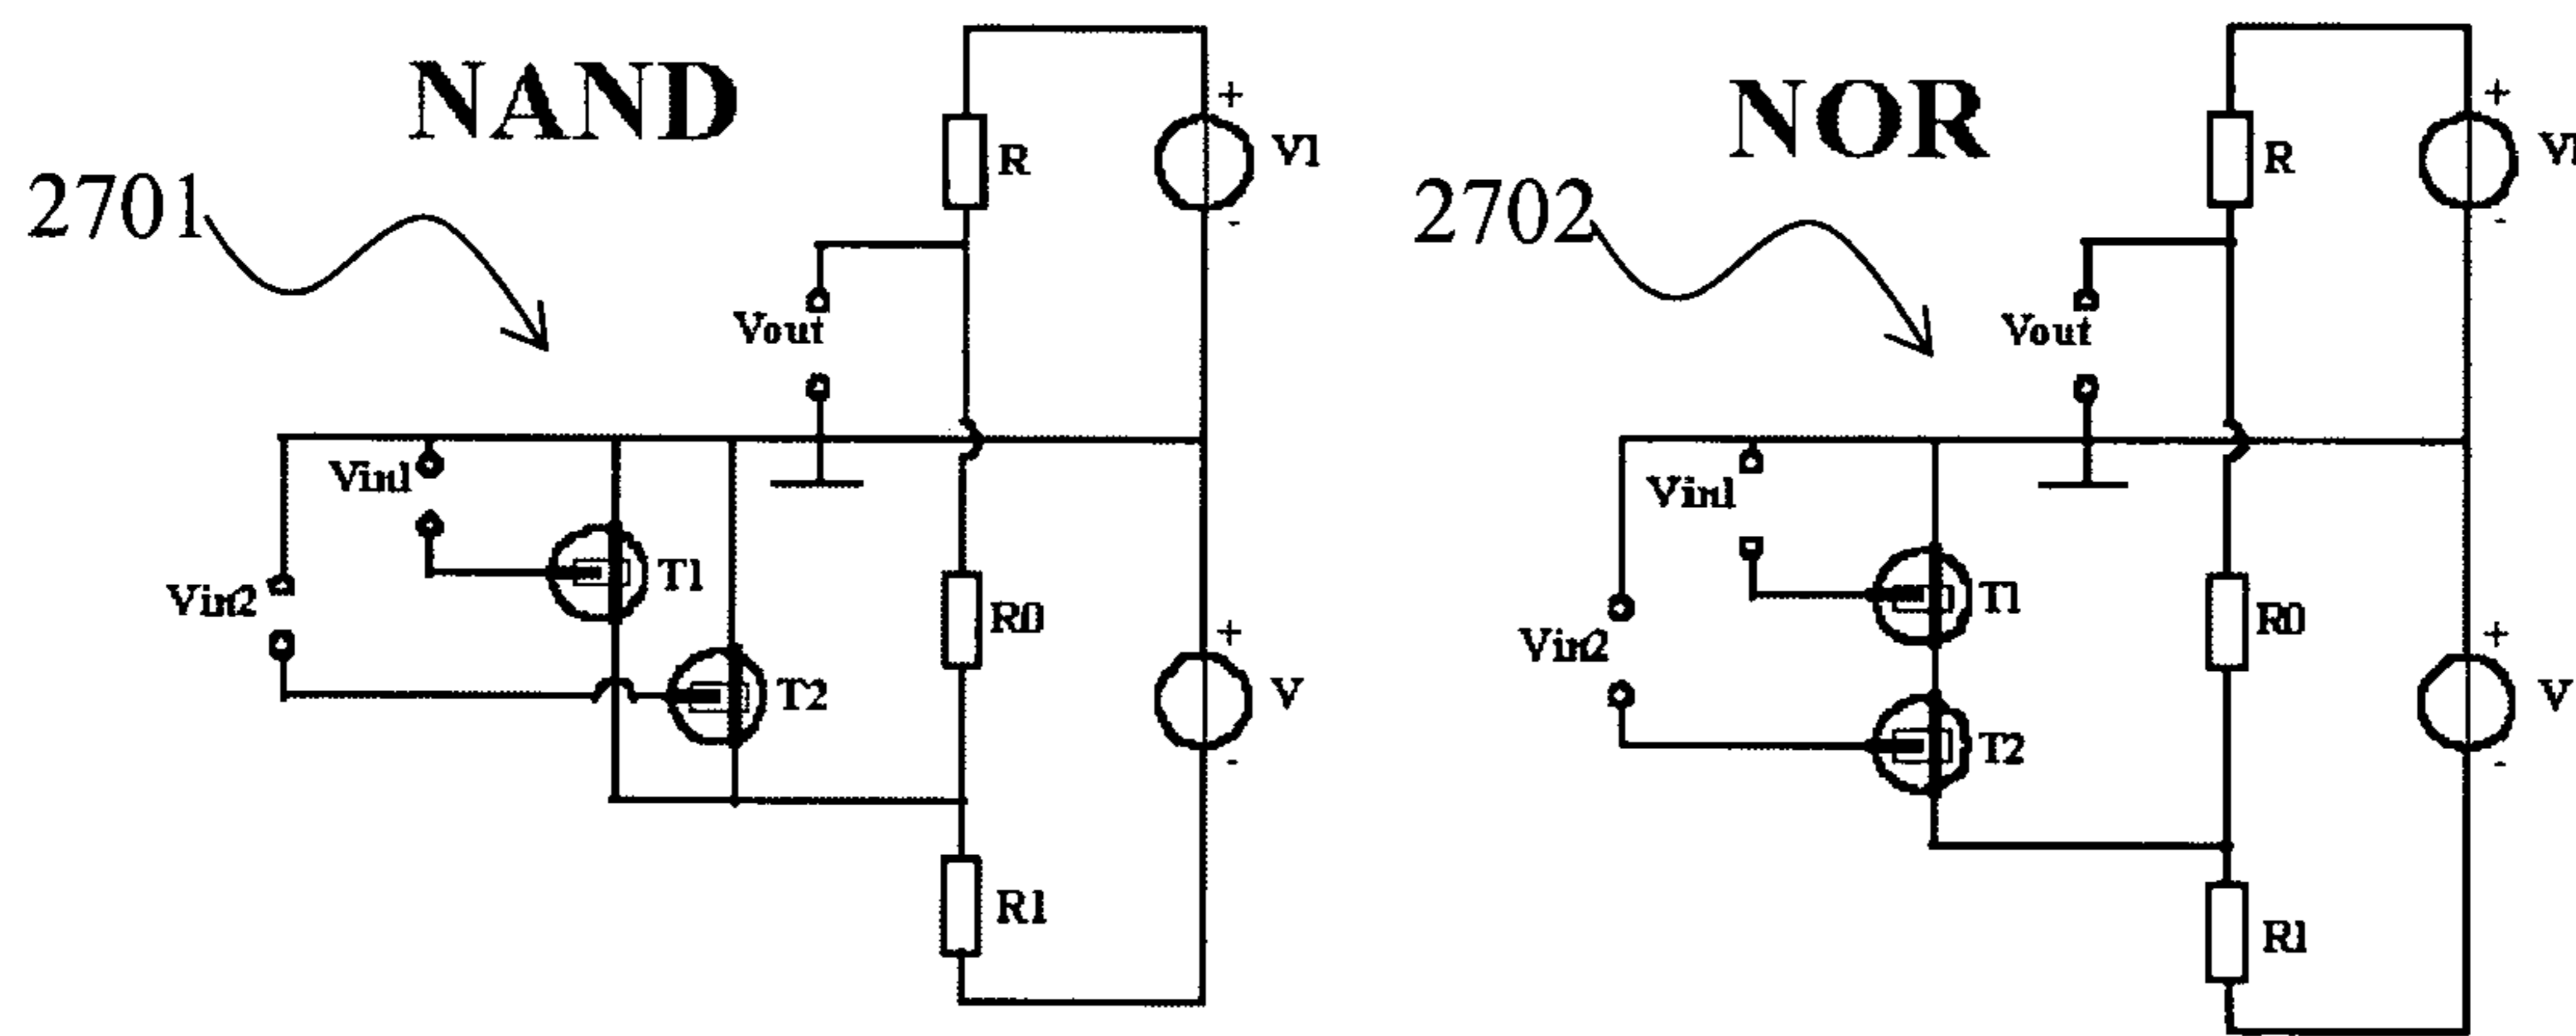 NAND
2701
R
V1
+
-
Vout
Vin1
Vin2
T1
T2
R0
V
+
-
R1
NOR
2702
R
+
-
Vout
Vin1
Vin2
T1
T2
R0
V
+
-
R1